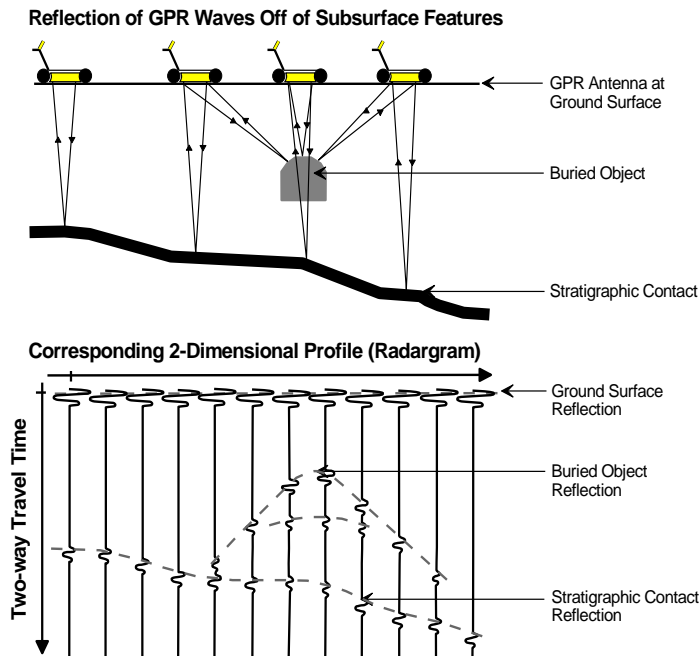 Reflection of GPR Waves Off of Subsurface Features
GPR Antenna at
Ground Surface
Buried Object
Stratigraphic Contact
Corresponding 2-Dimensional Profile (Radargram)
Ground Surface
Reflection
Buried Object
Reflection
Two-way Travel Time
Stratigraphic Contact
Reflection